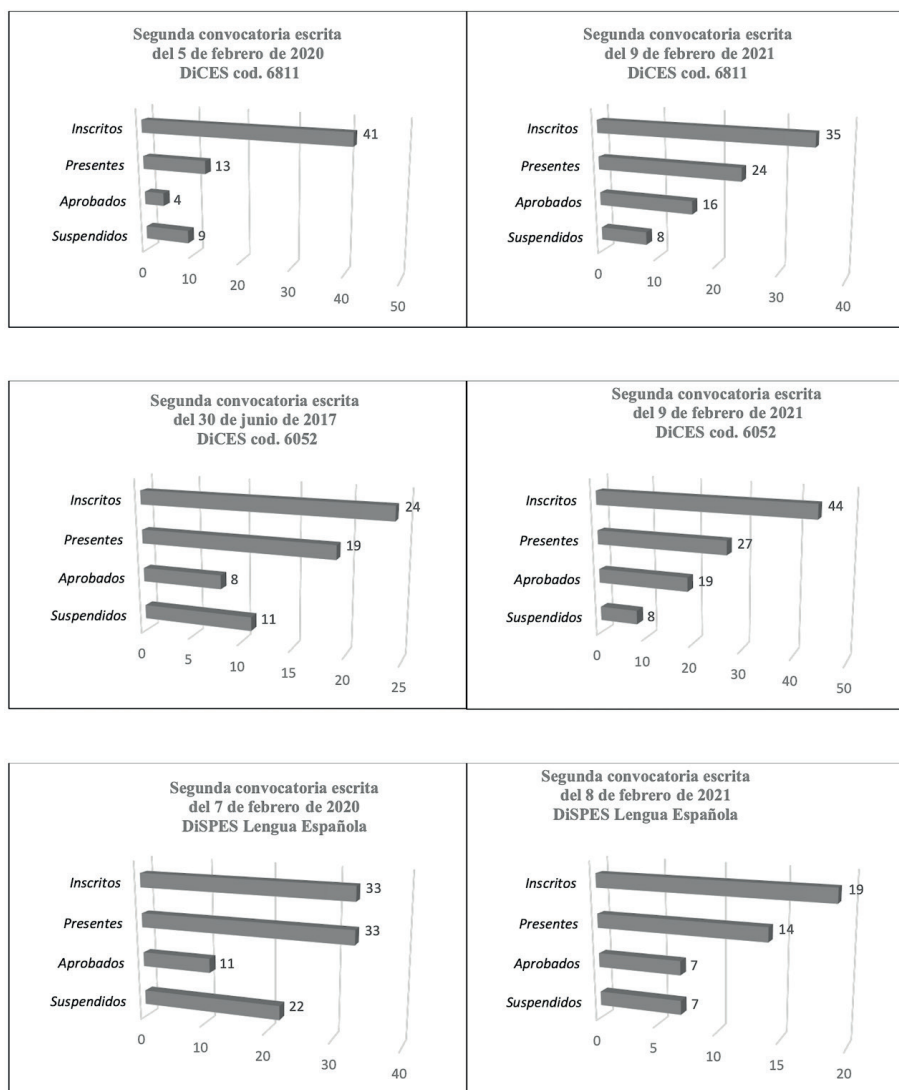 Segunda convocatoria escrita
del 5 de febrero de 2020
DiCES cod. 6811
Inscritos
41
Presentes
13
Aprobados
4
Suspendidos
9
0
10
20
30
40
50
Segunda convocatoria escrita
del 9 de febrero de 2021
DiCES cod. 6811
Inscritos
35
Presentes
24
Aprobados
16
Suspendidos
8
0
10
20
30
40
Segunda convocatoria escrita
del 30 de junio de 2017
DiCES cod. 6052
Inscritos
24
Presentes
19
Aprobados
8
Suspendidos
11
0
5
10
15
20
25
Segunda convocatoria escrita
del 9 de febrero de 2021
DiCES cod. 6052
Inscritos
44
Presentes
27
Aprobados
19
Suspendidos
8
0
10
20
30
40
50
Segunda convocatoria escrita
del 7 de febrero de 2020
DiSPES Lengua Española
Inscritos
33
Presentes
33
Aprobados
11
Suspendidos
22
0
10
20
30
40
Segunda convocatoria escrita
del 8 de febrero de 2021
DiSPES Lengua Española
Inscritos
19
Presentes
14
Aprobados
7
Suspendidos
7
0
5
10
15
20